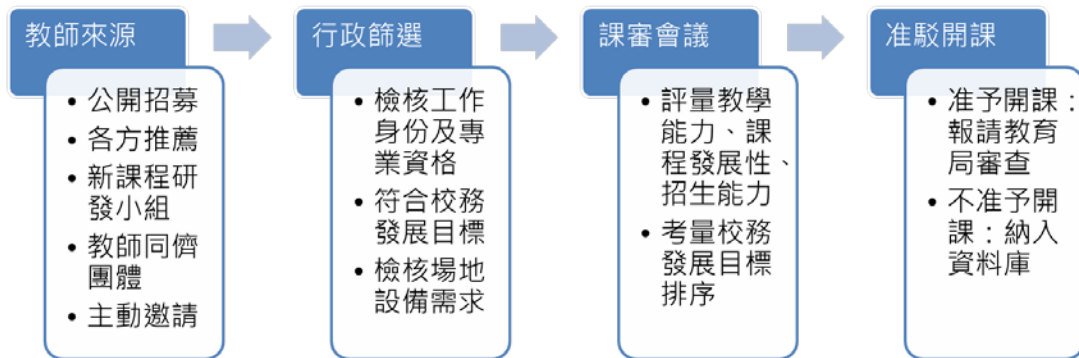 教師來源
• 公開招募
• 各方推薦
• 新課程研
發小組
• 教師同儕
團體
• 主動邀請
行政篩選
• 檢核工作
身份及專
業資格
• 符合校務
發展目標
• 檢核場地
設備需求
課審會議
• 評量教學
能力、課
程發展性、
招生能力
• 考量校務
發展目標
排序
准駁開課
• 准予開課：
報請教育
局審查
• 不准予開
課：納入
資料庫